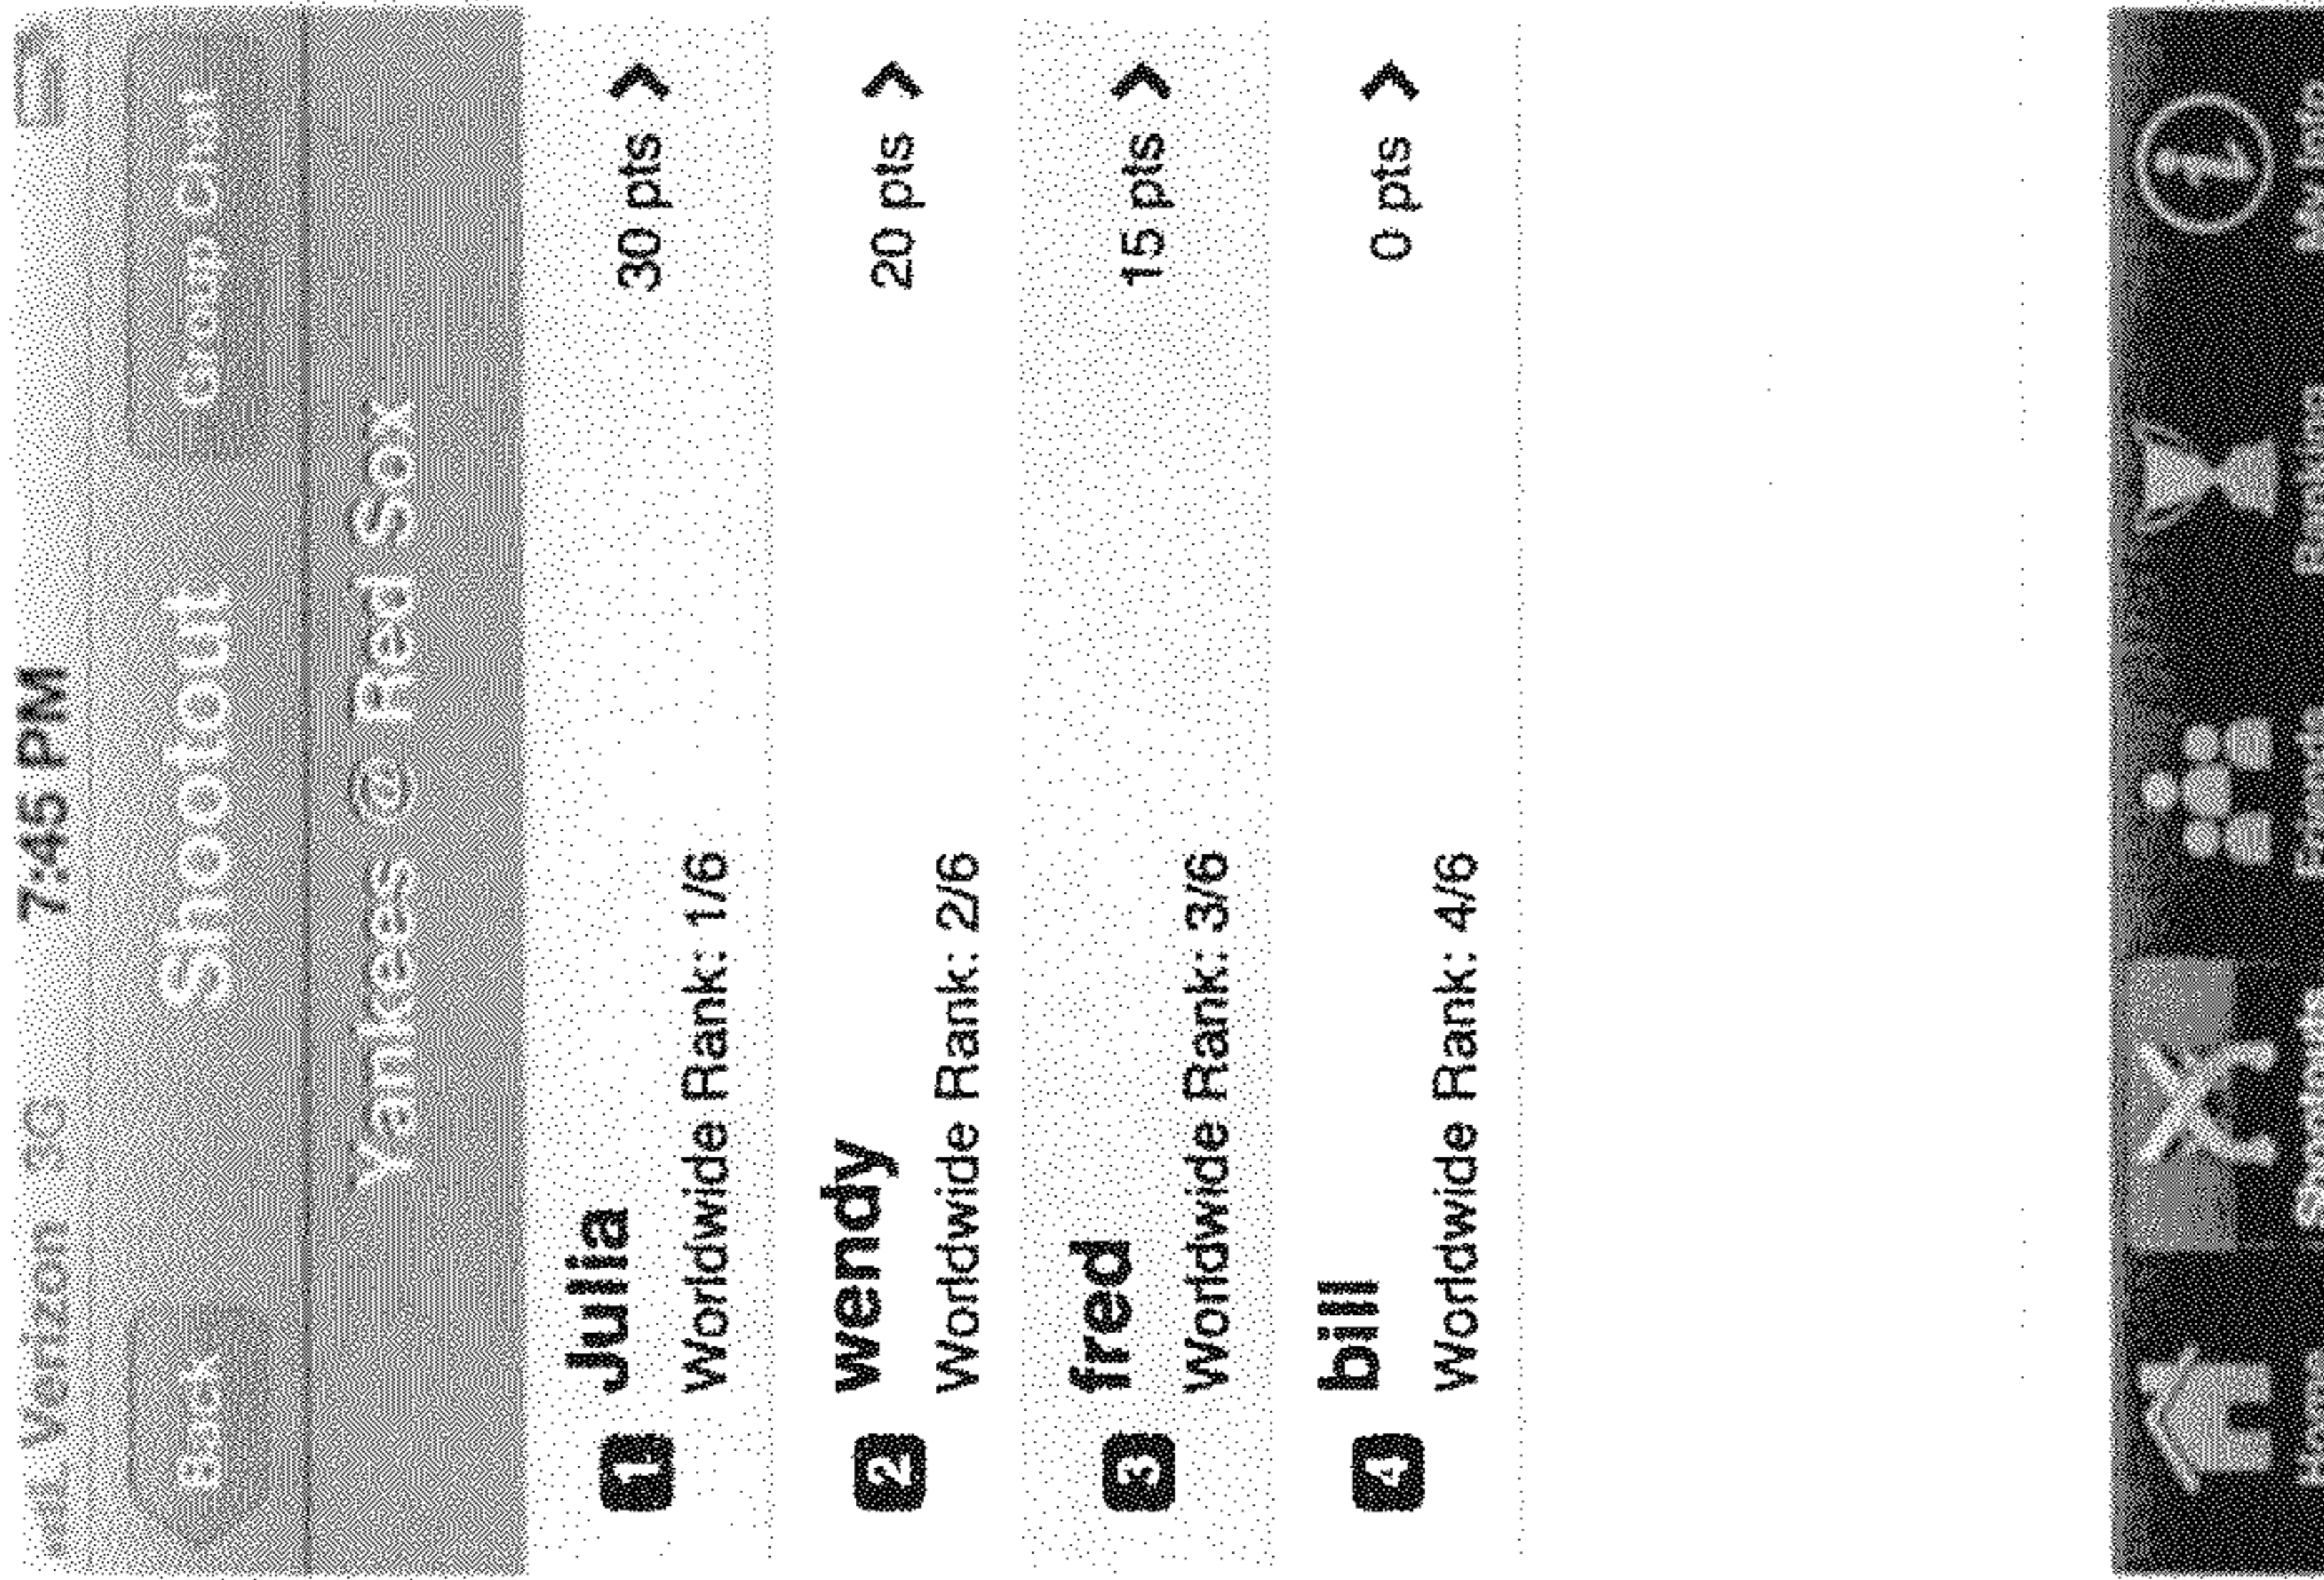 Verizon 3G 7:45 PM
Back Shootout Group Chat
Yankees @ Red Sox
1 Julia 30 pts
Worldwide Rank: 1/6
2 wendy 20 pts
Worldwide Rank: 2/6
3 fred 15 pts
Worldwide Rank: 3/6
4 bill 0 pts
Worldwide Rank: 4/6